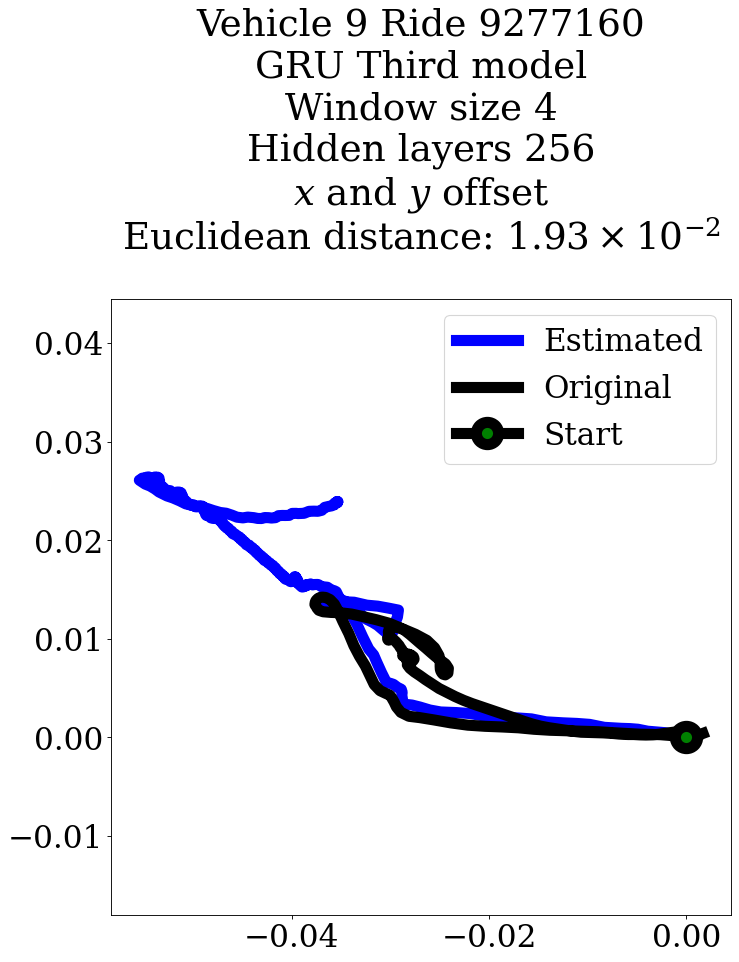 Vehicle 9 Ride 9277160
GRU Third model
Window size 4
Hidden layers 256
x and y offset
Euclidean distance: 1.93 × 10⁻²
Estimated
Original
Start
0.04
0.03
0.02
0.01
0.00
−0.01
−0.04
−0.02
0.00